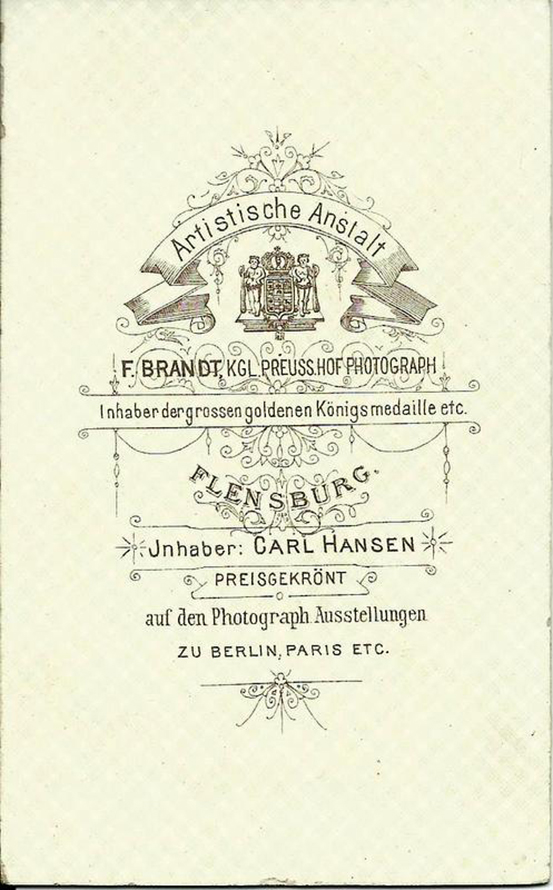 Artistische Anstalt
F. BRANDT, KGL. PREUSS. HOF PHOTOGRAPH
Inhaber der grossen goldenen Königsmedaille etc.
FLENSBURG.
Jnhaber: CARL HANSEN
PREISGEKRÖNT
auf den Photograph. Ausstellungen
ZU BERLIN, PARIS ETC.